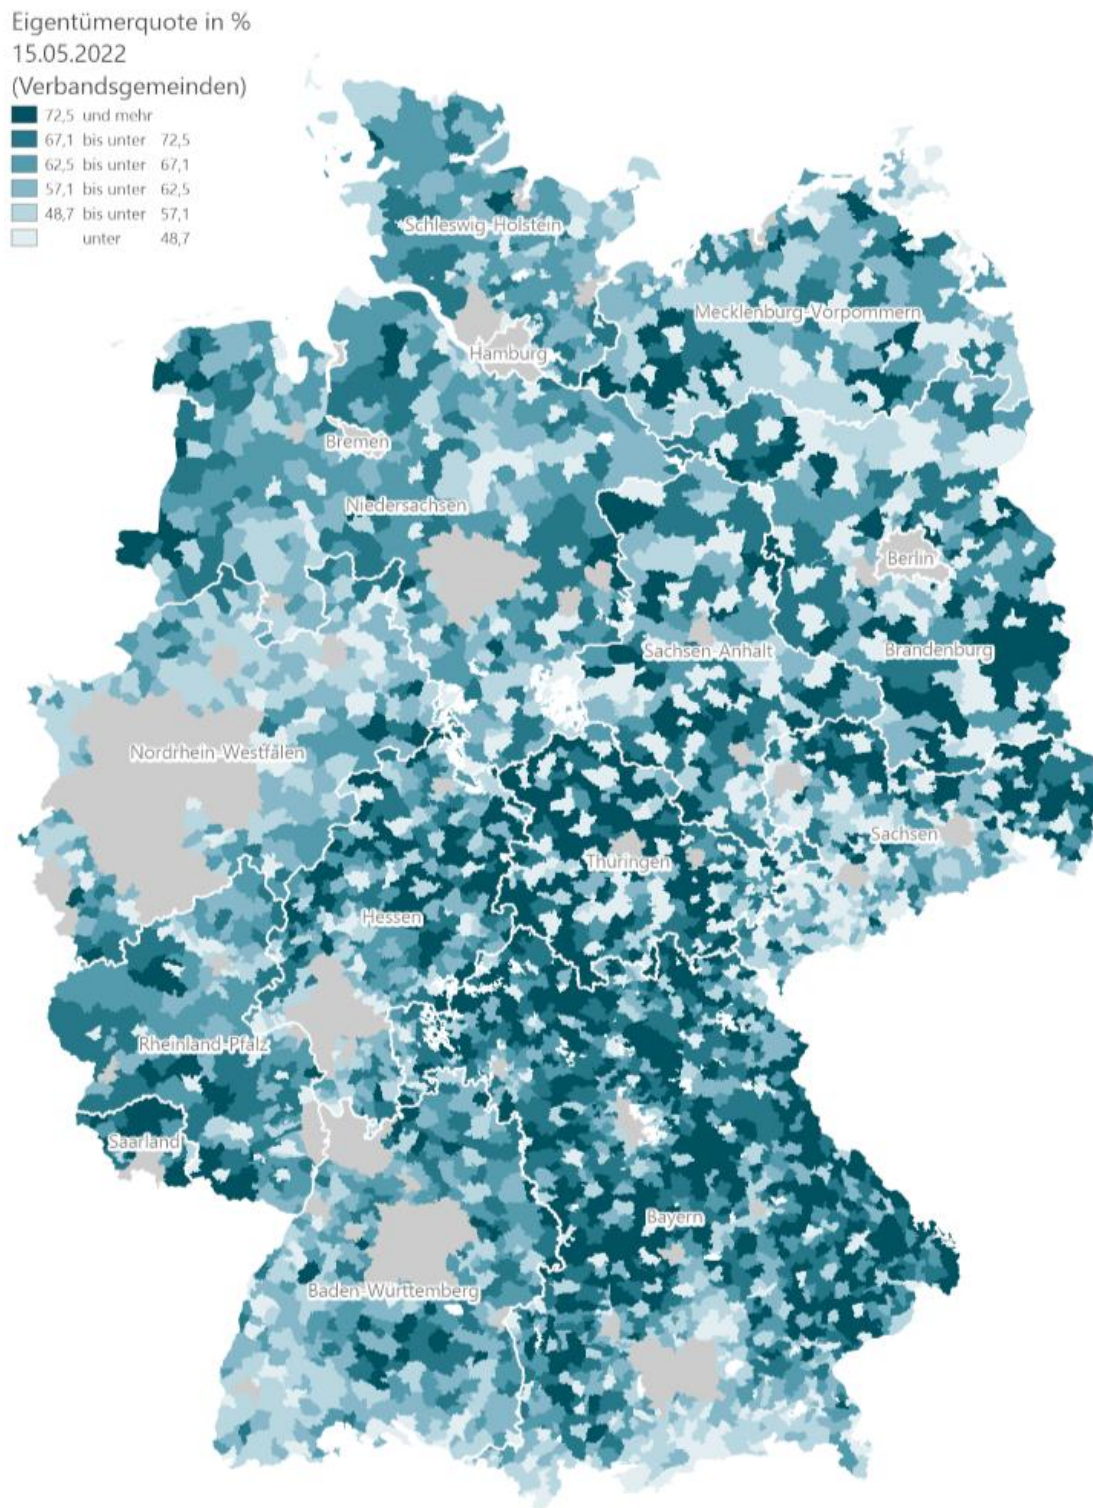 Eigentümerquote in %
15.05.2022
(Verbandsgemeinden)
72,5 und mehr
67,1 bis unter 72,5
62,5 bis unter 67,1
57,1 bis unter 62,5
48,7 bis unter 57,1
unter 48,7
Schleswig-Holstein
Mecklenburg-Vorpommern
Hamburg
Bremen
Niedersachsen
Berlin
Sachsen-Anhalt
Brandenburg
Nordrhein-Westfalen
Sachsen
Thüringen
Hessen
Rheinland-Pfalz
Saarland
Bayern
Baden-Württemberg